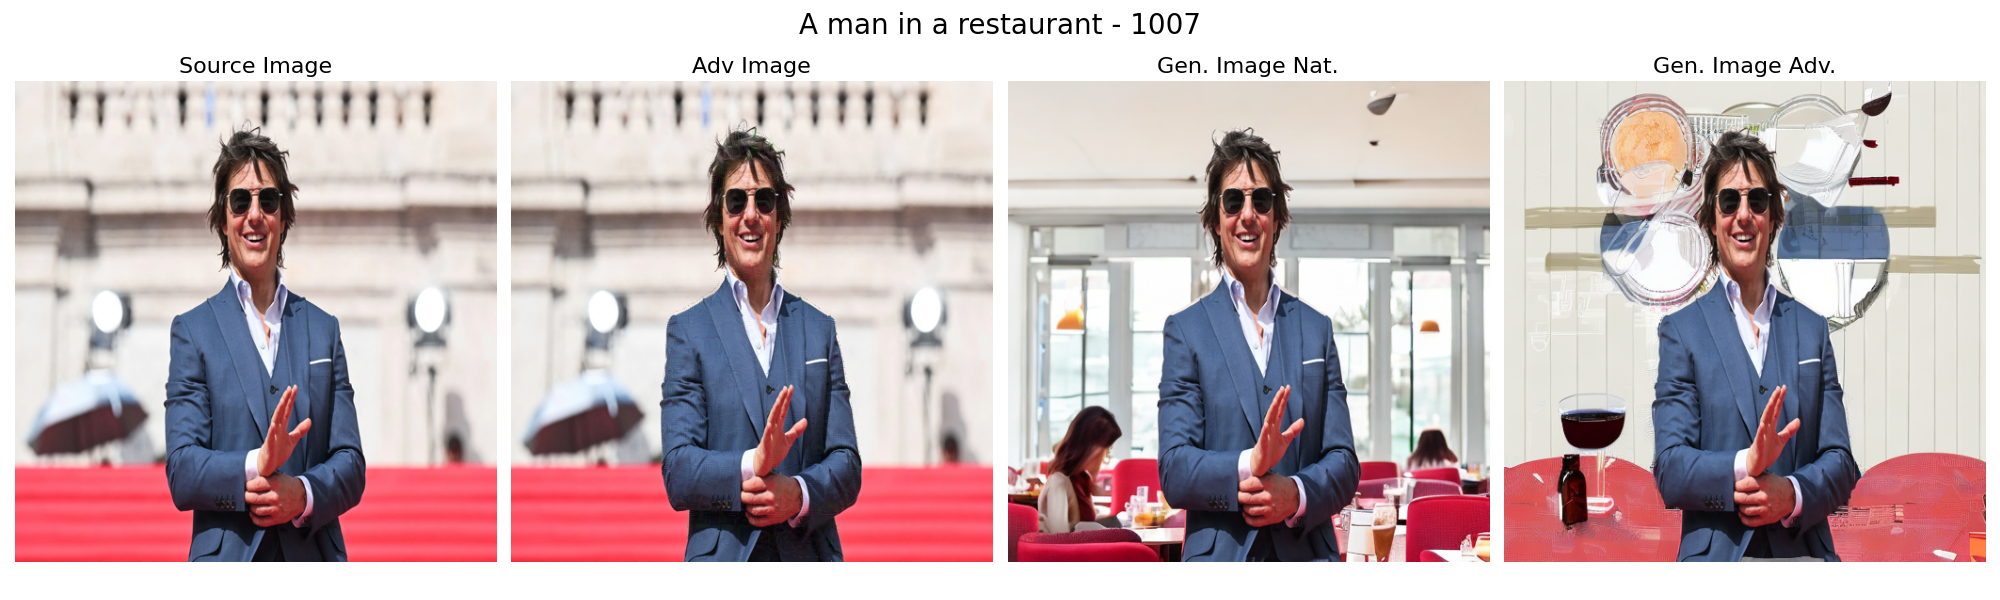 A man in a restaurant - 1007
Source Image
Adv Image
Gen. Image Nat.
Gen. Image Adv.